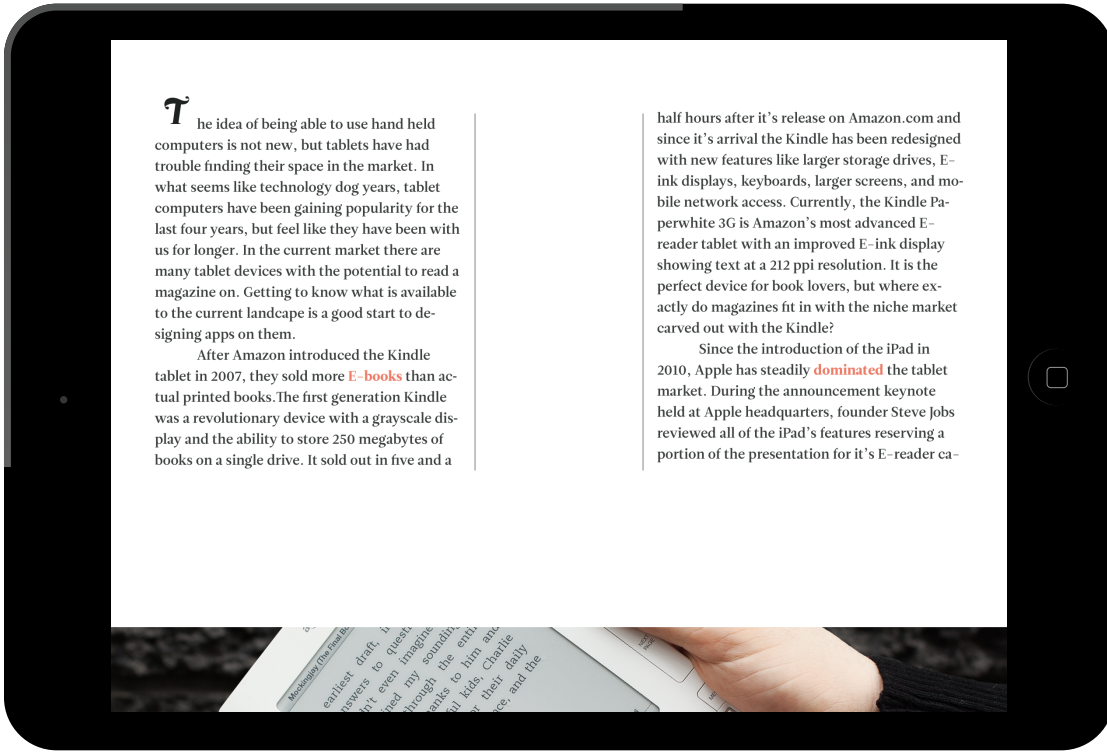 The idea of being able to use hand held
computers is not new, but tablets have had
trouble finding their space in the market. In
what seems like technology dog years, tablet
computers have been gaining popularity for the
last four years, but feel like they have been with
us for longer. In the current market there are
many tablet devices with the potential to read a
magazine on. Getting to know what is available
to the current landcape is a good start to de-
signing apps on them.
After Amazon introduced the Kindle
tablet in 2007, they sold more E-books than ac-
tual printed books.The first generation Kindle
was a revolutionary device with a grayscale dis-
play and the ability to store 250 megabytes of
books on a single drive. It sold out in five and a
half hours after it's release on Amazon.com and
since it's arrival the Kindle has been redesigned
with new features like larger storage drives, E-
ink displays, keyboards, larger screens, and mo-
bile network access. Currently, the Kindle Pa-
perwhite 3G is Amazon's most advanced E-
reader tablet with an improved E-ink display
showing text at a 212 ppi resolution. It is the
perfect device for book lovers, but where ex-
actly do magazines fit in with the niche market
carved out with the Kindle?
Since the introduction of the iPad in
2010, Apple has steadily dominated the tablet
market. During the announcement keynote
held at Apple headquarters, founder Steve Jobs
reviewed all of the iPad's features reserving a
portion of the presentation for it's E-reader ca-
Mockingjay (The Final
earliest draft,
answers to
even imagine
my sounding
through the
thanks to him and
kids, Charlie
for their daily
and the
NEXT
PAGE